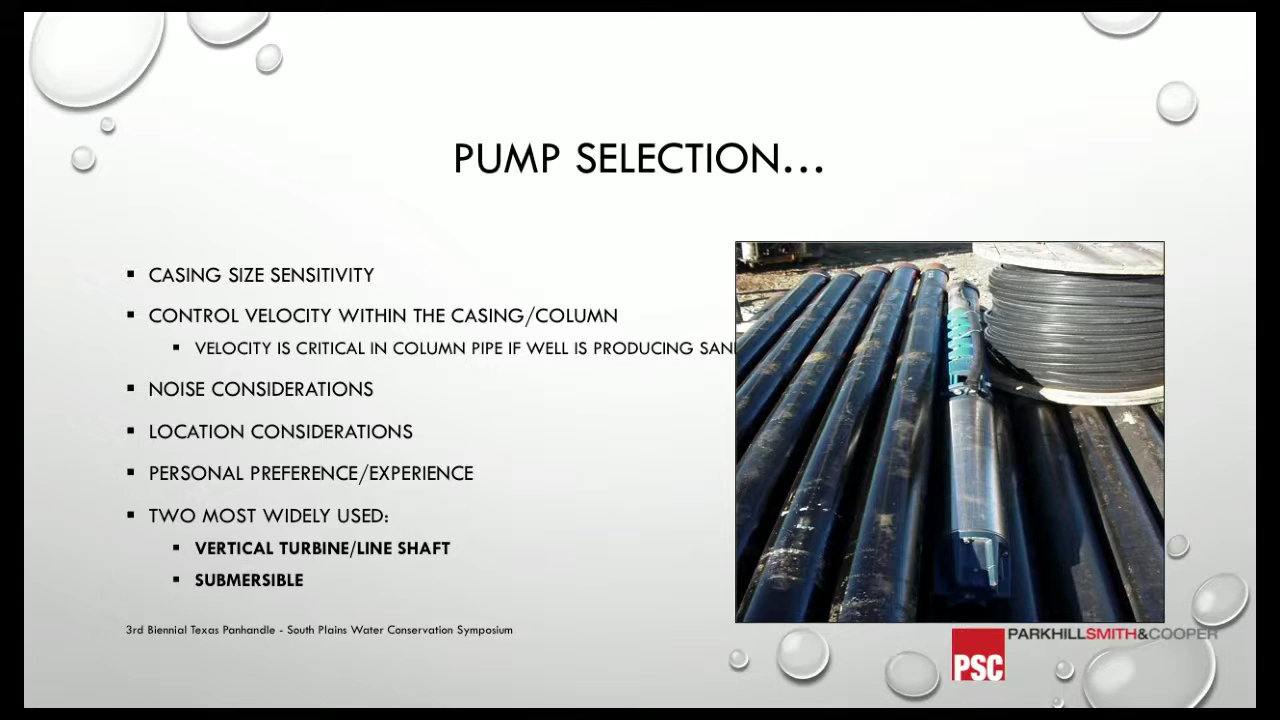 PUMP SELECTION...
CASING SIZE SENSITIVITY
CONTROL VELOCITY WITHIN THE CASING/COLUMN
VELOCITY IS CRITICAL IN COLUMN PIPE IF WELL IS PRODUCING
NOISE CONSIDERATIONS
LOCATION CONSIDERATIONS
PERSONAL PREFERENCE/EXPERIENCE
TWO MOST WIDELY USED:
VERTICAL TURBINE/LINE SHAFT
SUBMERSIBLE
3rd Biennial Texas Panhandle - South Plains Water Conservation Symposium
PARKHILLSMITH&COOPER
PSC